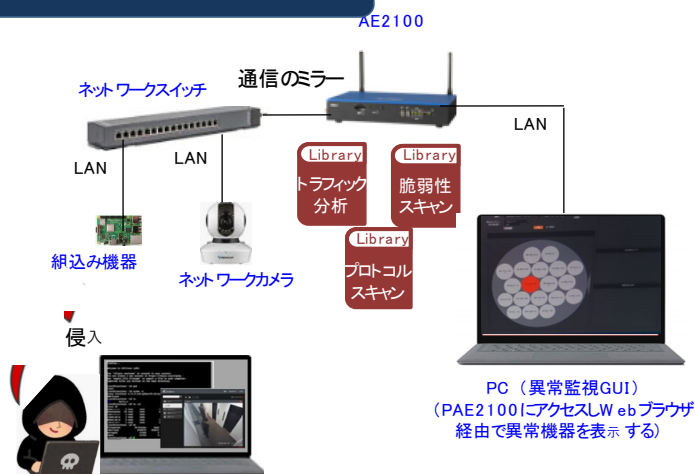 AE2100
通信のミラー
ネットワークスイッチ
LAN
LAN
LAN
Library
トラフィック
分析
Library
脆弱性
スキャン
Library
プロトコル
スキャン
組込み機器
ネットワークカメラ
侵入
PC（異常監視GUI）
(PAE2100にアクセスしWebブラウザ
経由で異常機器を表示する)